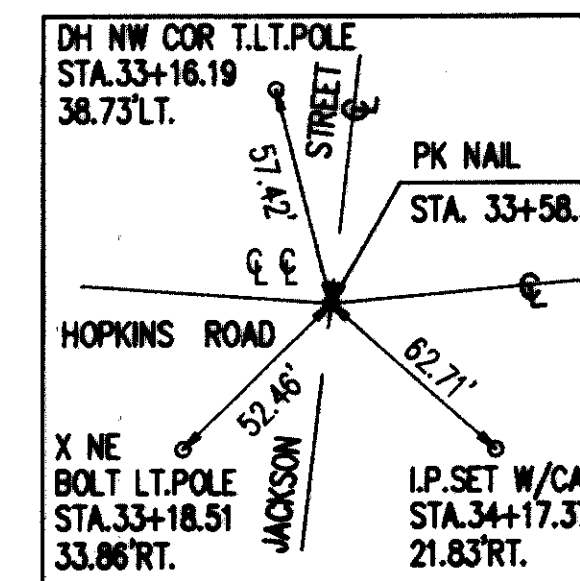 DH NW COR T.LT.POLE
STA.33+16.19
38.73'LT.
STREET
℄
57.42'
PK NAIL
STA. 33+58.
℄ ℄
℄
HOPKINS ROAD
62.71'
52.46'
JACKSON
X NE
BOLT LT.POLE
STA.33+18.51
33.86'RT.
I.P.SET W/CA
STA.34+17.37
21.83'RT.